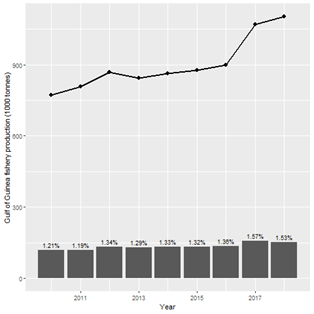 Gulf of Guinea fishery production (1000 tonnes)
900
600
300
0
1.21% 1.19% 1.34% 1.29% 1.33% 1.32% 1.36% 1.57% 1.53%
2011 2013 2015 2017
Year